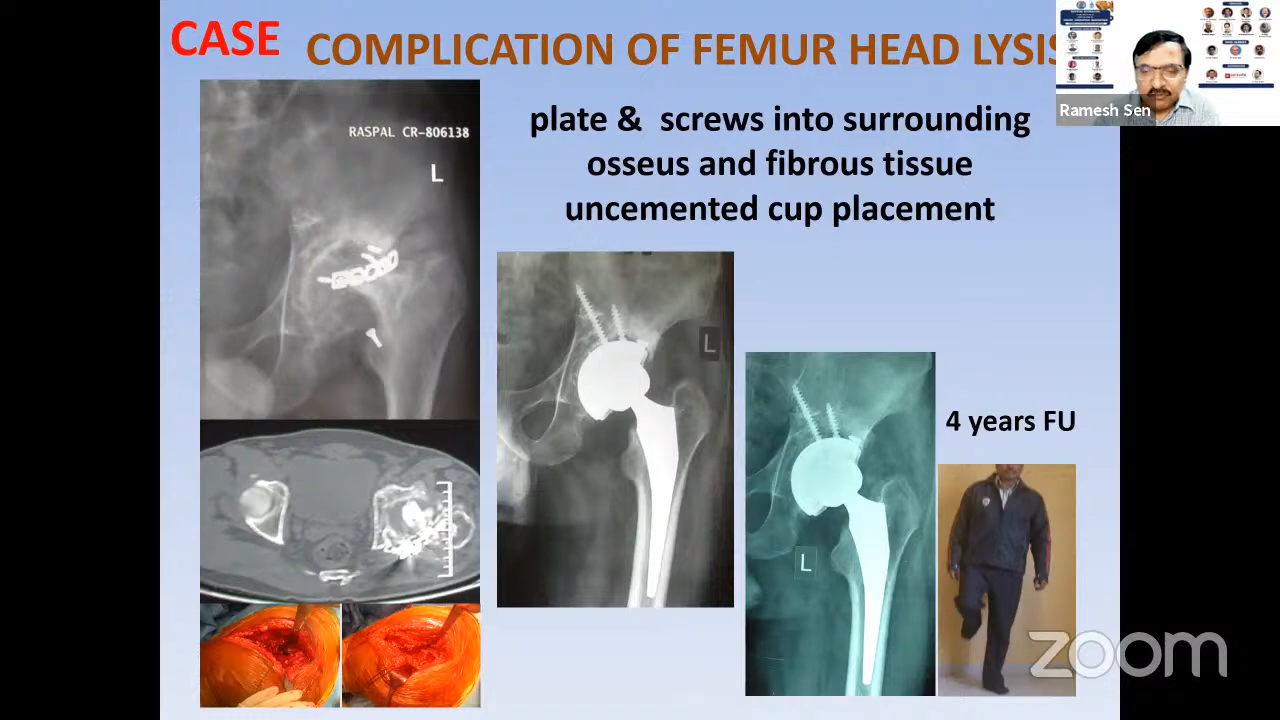 CASE
COMPLICATION OF FEMUR HEAD LYSIS
plate & screws into surrounding
osseus and fibrous tissue
uncemented cup placement
RASPAL CR-806138
L
L
L
4 years FU
Ramesh Sen
zoom